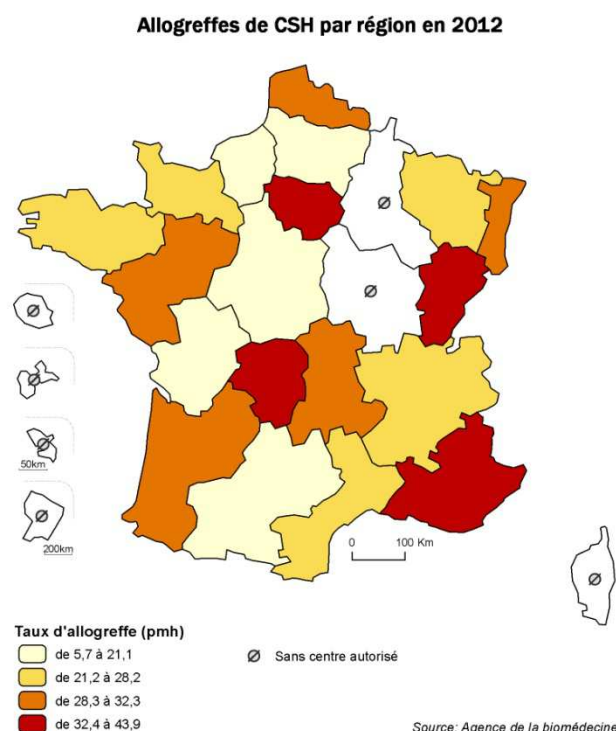 Allogreffes de CSH par région en 2012
50km
200km
0 100 Km
Taux d'allogreffe (pmh)
de 5,7 à 21,1
de 21,2 à 28,2
de 28,3 à 32,3
de 32,4 à 43,9
Sans centre autorisé
Source: Agence de la biomédecine